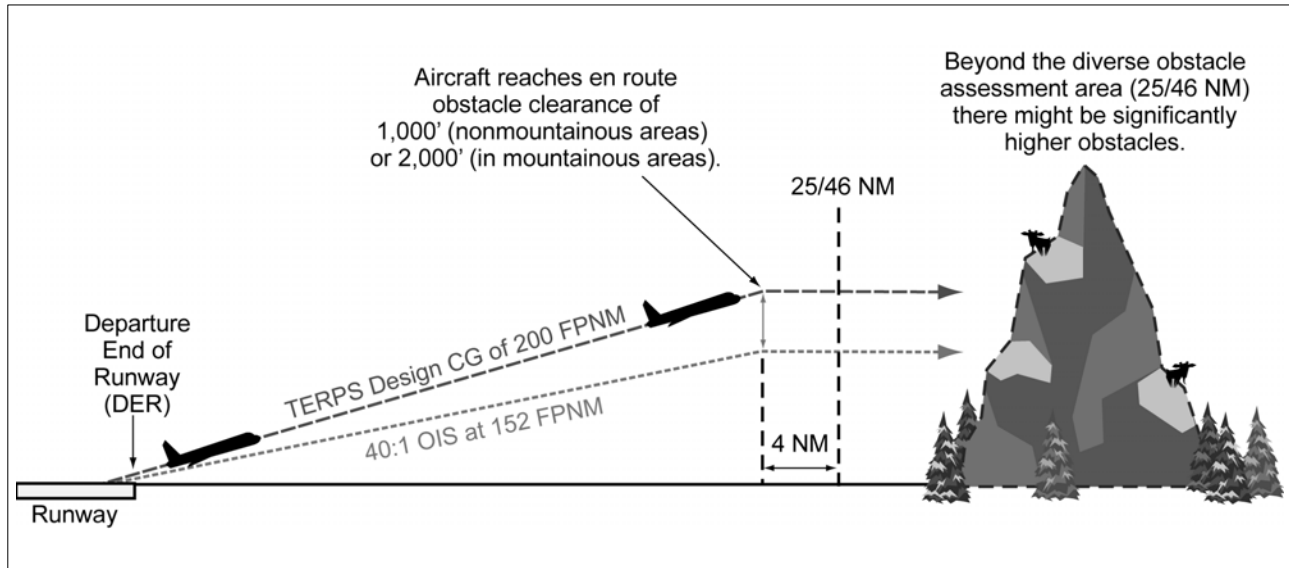 Aircraft reaches en route
obstacle clearance of
1,000' (nonmountainous areas)
or 2,000' (in mountainous areas).
Beyond the diverse obstacle
assessment area (25/46 NM)
there might be significantly
higher obstacles.
25/46 NM
Departure
End of
Runway
(DER)
TERPS Design CG of 200 FPNM
40:1 OIS at 152 FPNM
4 NM
Runway